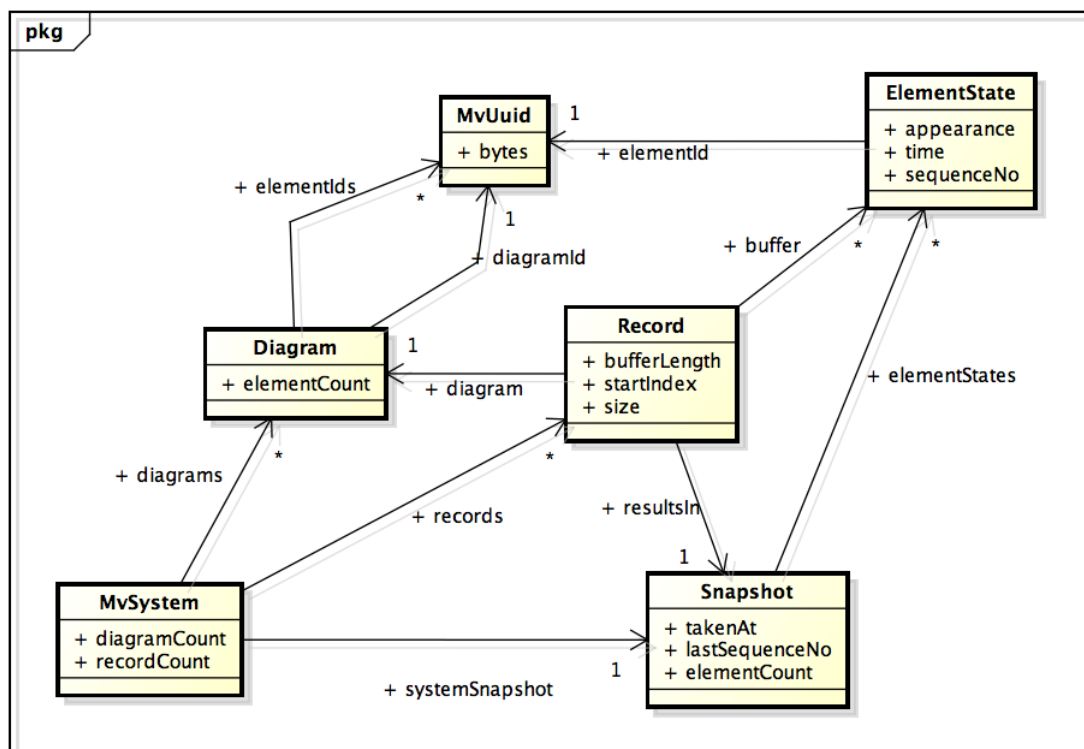 pkg
ElementState
+ appearance
+ time
+ sequenceNo
MvUuid
+ bytes
1
+ elementId
+ elementIds
*
1
+ diagramId
+ buffer
*
*
Record
+ bufferLength
+ startIndex
+ size
Diagram
+ elementCount
1
+ diagram
+ elementStates
+ diagrams
*
*
+ records
+ resultsIn
1
MvSystem
+ diagramCount
+ recordCount
Snapshot
+ takenAt
+ lastSequenceNo
+ elementCount
1
+ systemSnapshot